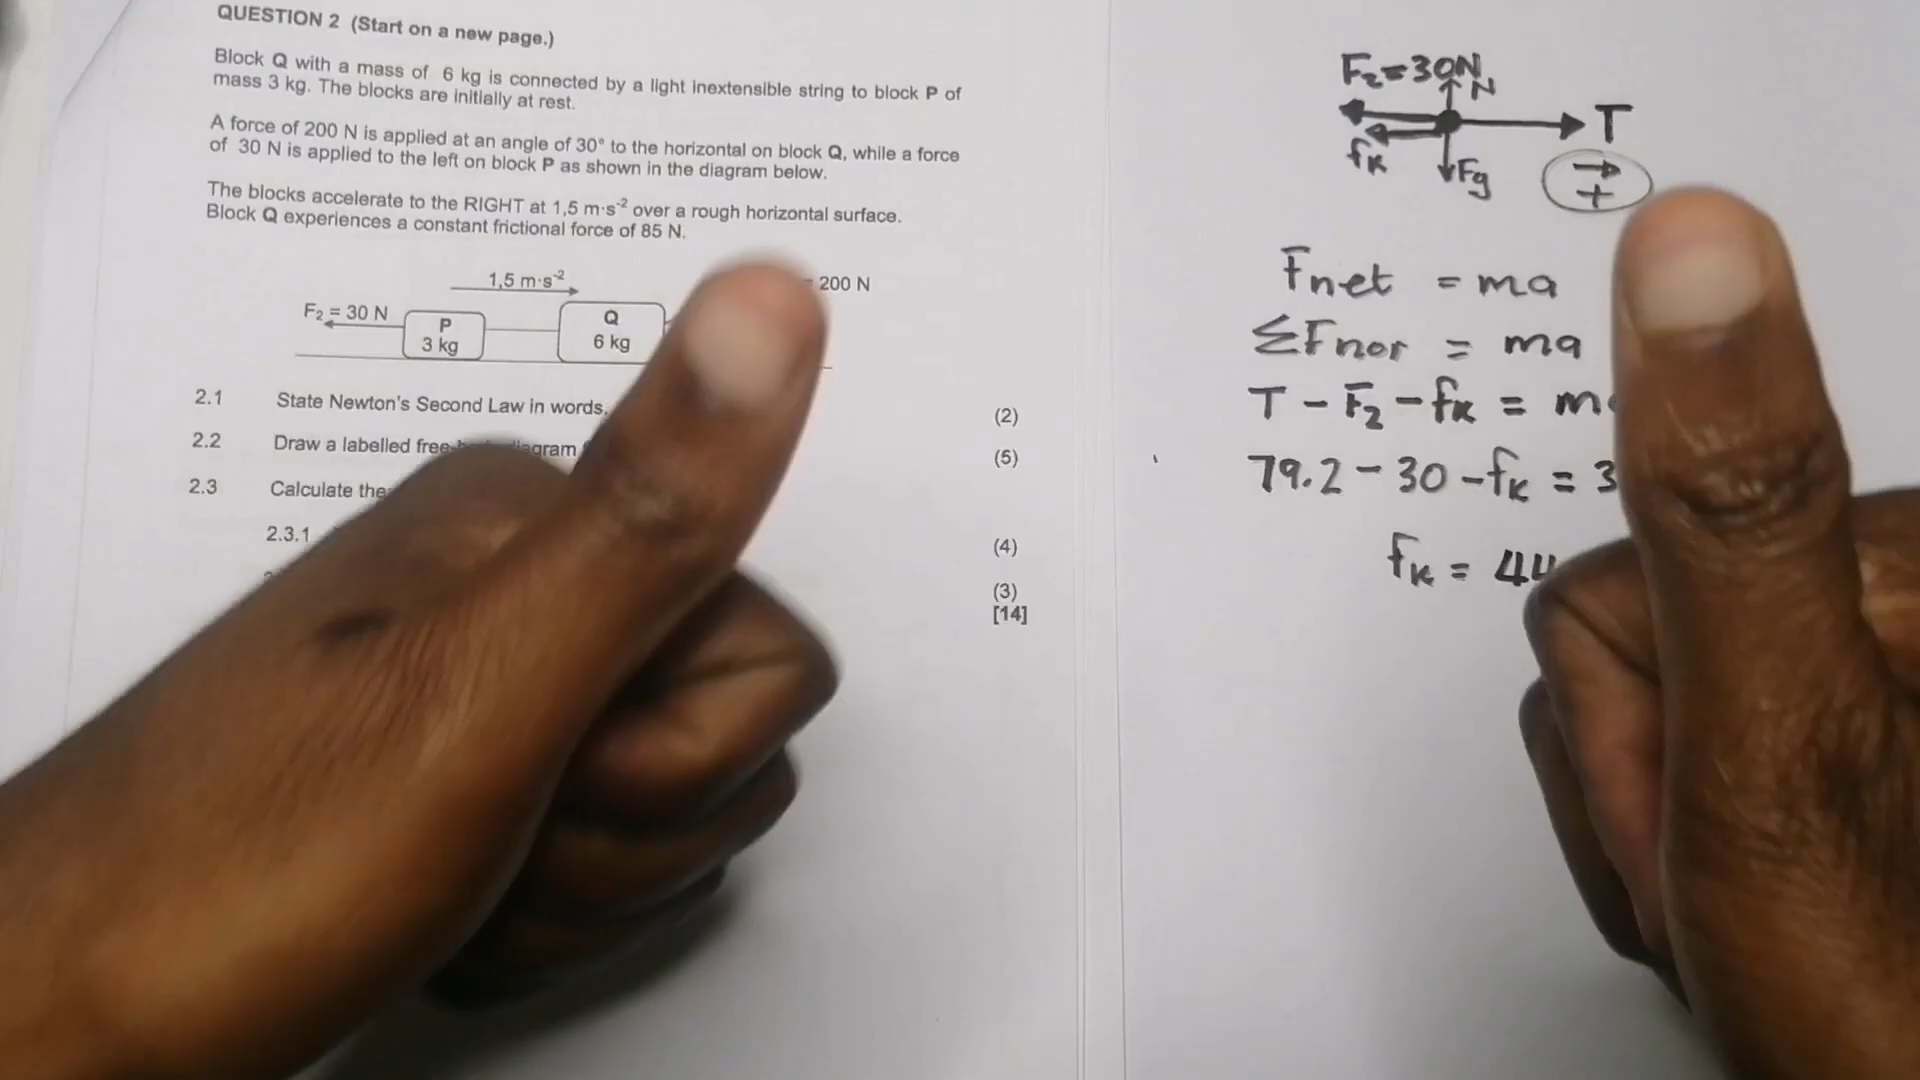 QUESTION 2 (Start on a new page.)
Block Q with a mass of 6 kg is connected by a light inextensible string to block P of
mass 3 kg. The blocks are initially at rest.
A force of 200 N is applied at an angle of 30° to the horizontal on block Q, while a force
of 30 N is applied to the left on block P as shown in the diagram below.
The blocks accelerate to the RIGHT at 1,5 m·s⁻² over a rough horizontal surface.
Block Q experiences a constant frictional force of 85 N.
1,5 m·s⁻²
200 N
F₂ = 30 N
P
3 kg
Q
6 kg
2.1 State Newton's Second Law in words. (2)
2.2 Draw a labelled free (5)
2.3 Calculate the
2.3.1 (4)
(3)
[14]
F₂=30N
N
T
fₖ
Fg
→
+
Fnet = ma
ΣFhor = ma
T - F₂ - fₖ = m
79.2 - 30 - fₖ = 3
fₖ = 44